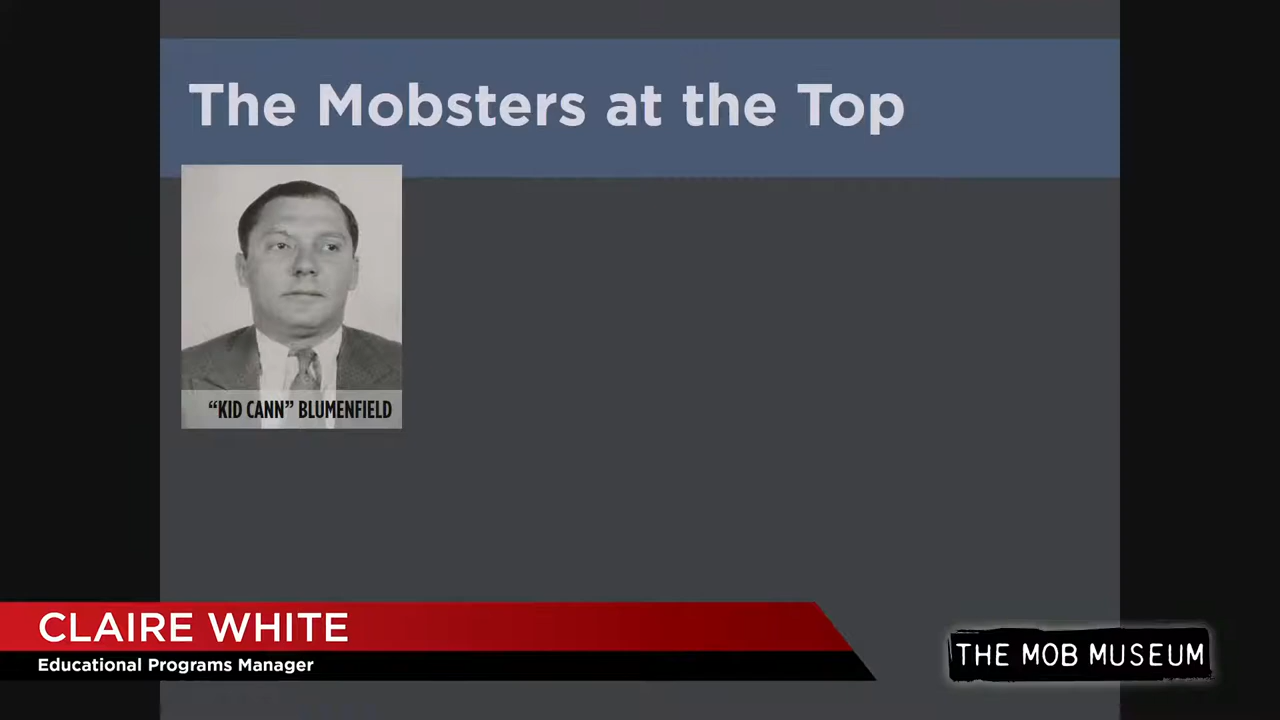 The Mobsters at the Top
“KID CANN” BLUMENFIELD
CLAIRE WHITE
Educational Programs Manager
THE MOB MUSEUM